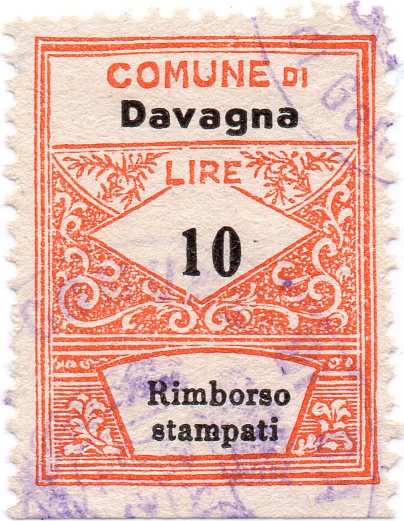 COMUNE DI
Davagna
LIRE
10
Rimborso
stampati